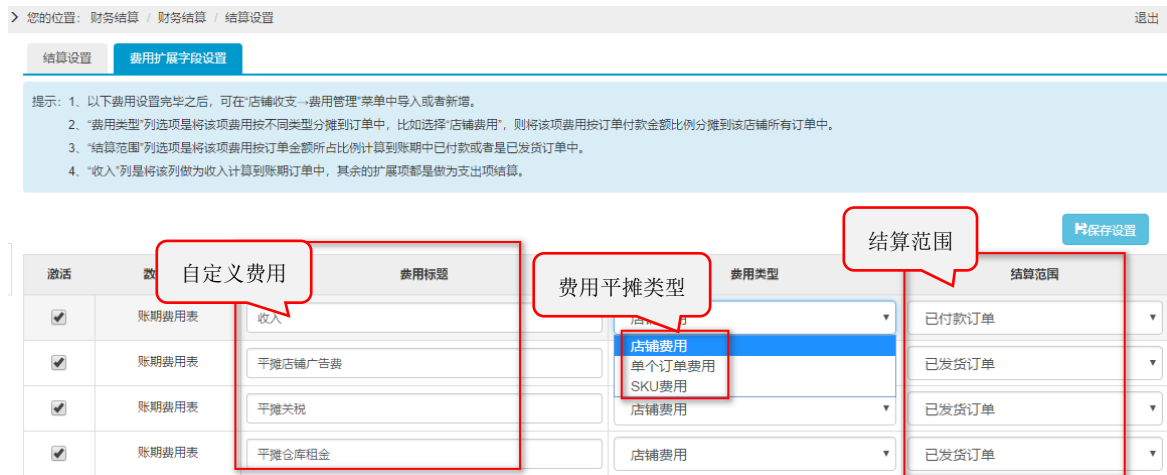 您的位置: 财务结算 / 财务结算 / 结算设置
退出
结算设置
费用扩展字段设置
提示: 1、以下费用设置完毕之后，可在“店铺收支→费用管理”菜单中导入或者新增。
2、“费用类型”列选项是将该项费用按不同类型分摊到订单中，比如选择“店铺费用”，则将该项费用按订单付款金额比例分摊到该店铺所有订单中。
3、“结算范围”列选项是将该项费用按订单金额所占比例计算到账期中已付款或者是已发货订单中。
4、“收入”列是将该列做为收入计算到账期订单中，其余的扩展项都是做为支出项结算。
保存设置
自定义费用
费用平摊类型
结算范围
激活
数
费用标题
费用类型
结算范围
账期费用表
收入
已付款订单
店铺费用
单个订单费用
SKU费用
账期费用表
平摊店铺广告费
已发货订单
账期费用表
平摊关税
店铺费用
已发货订单
账期费用表
平摊仓库租金
店铺费用
已发货订单